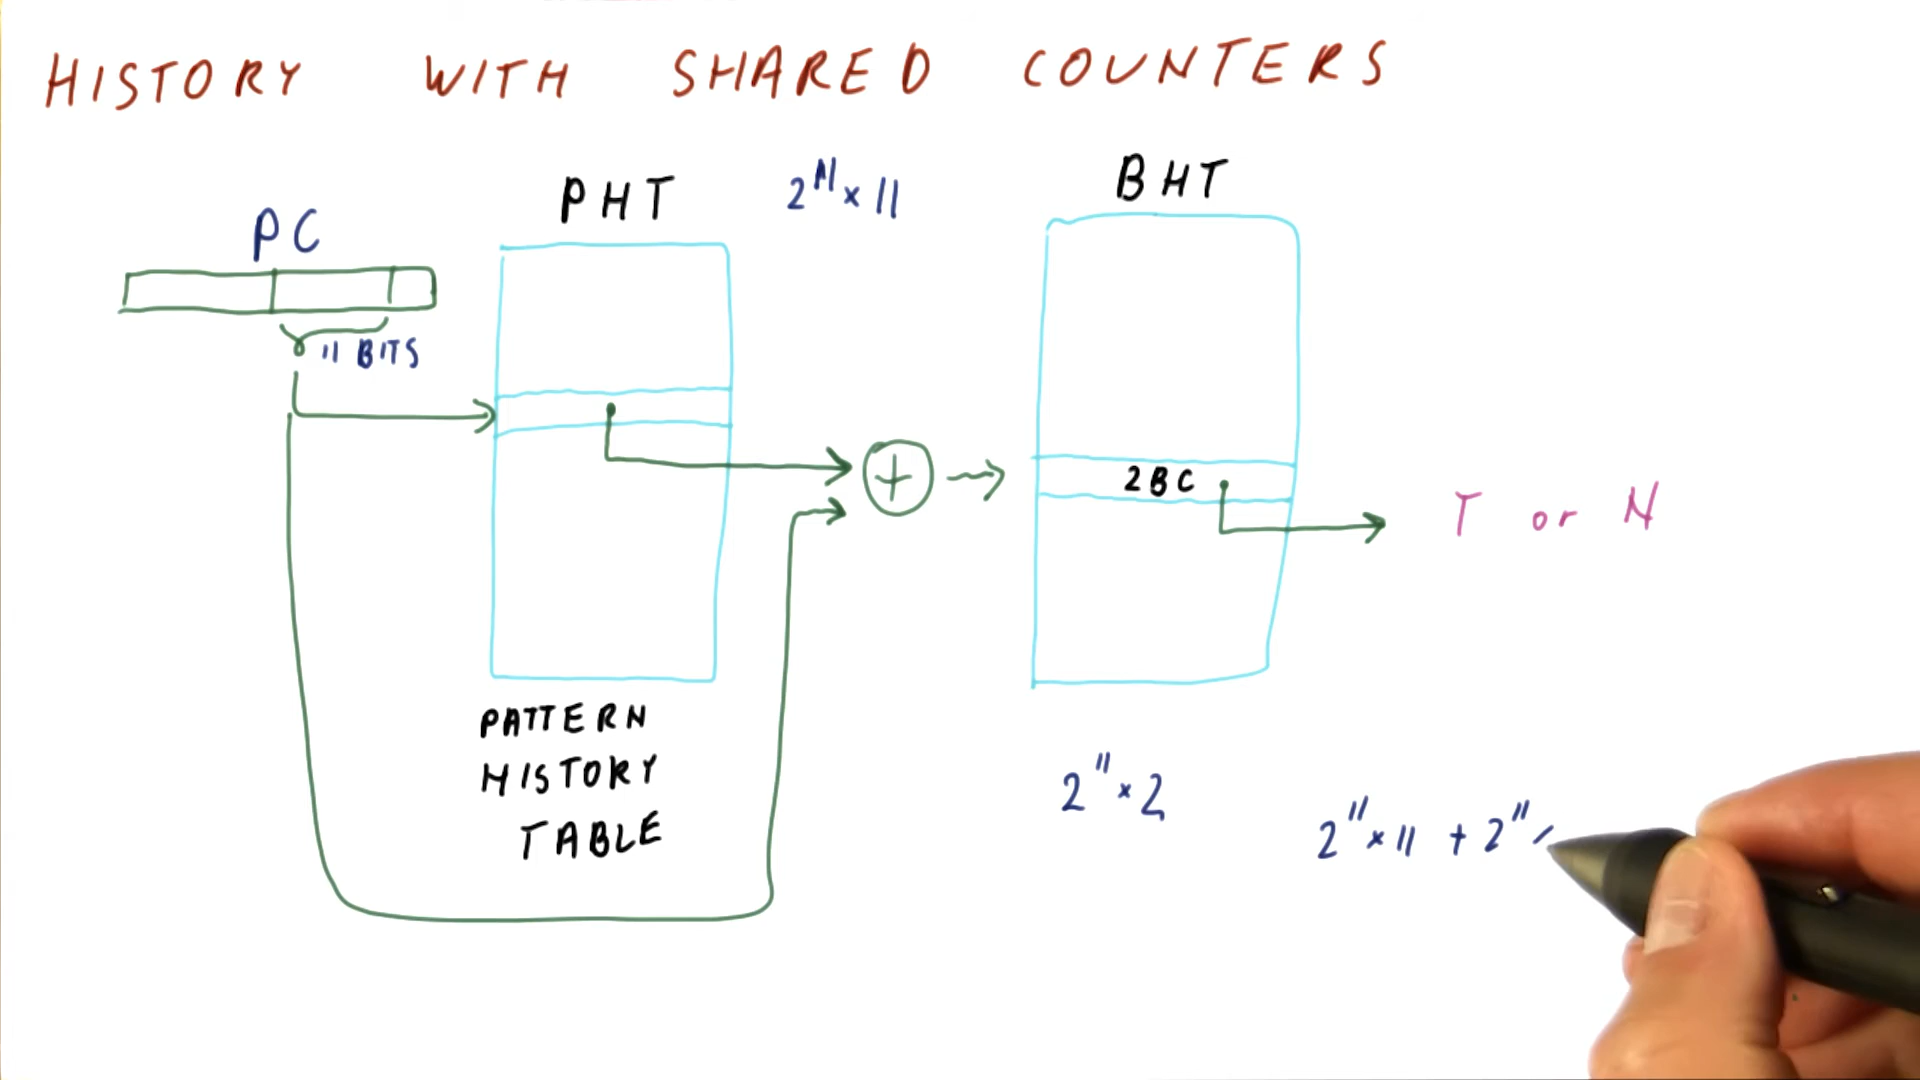 HISTORY WITH SHARED COUNTERS
PHT
2^11 × 11
BHT
PC
11 BITS
2BC
T or N
PATTERN
HISTORY
TABLE
2^11 × 2
2^11 × 11 + 2^11